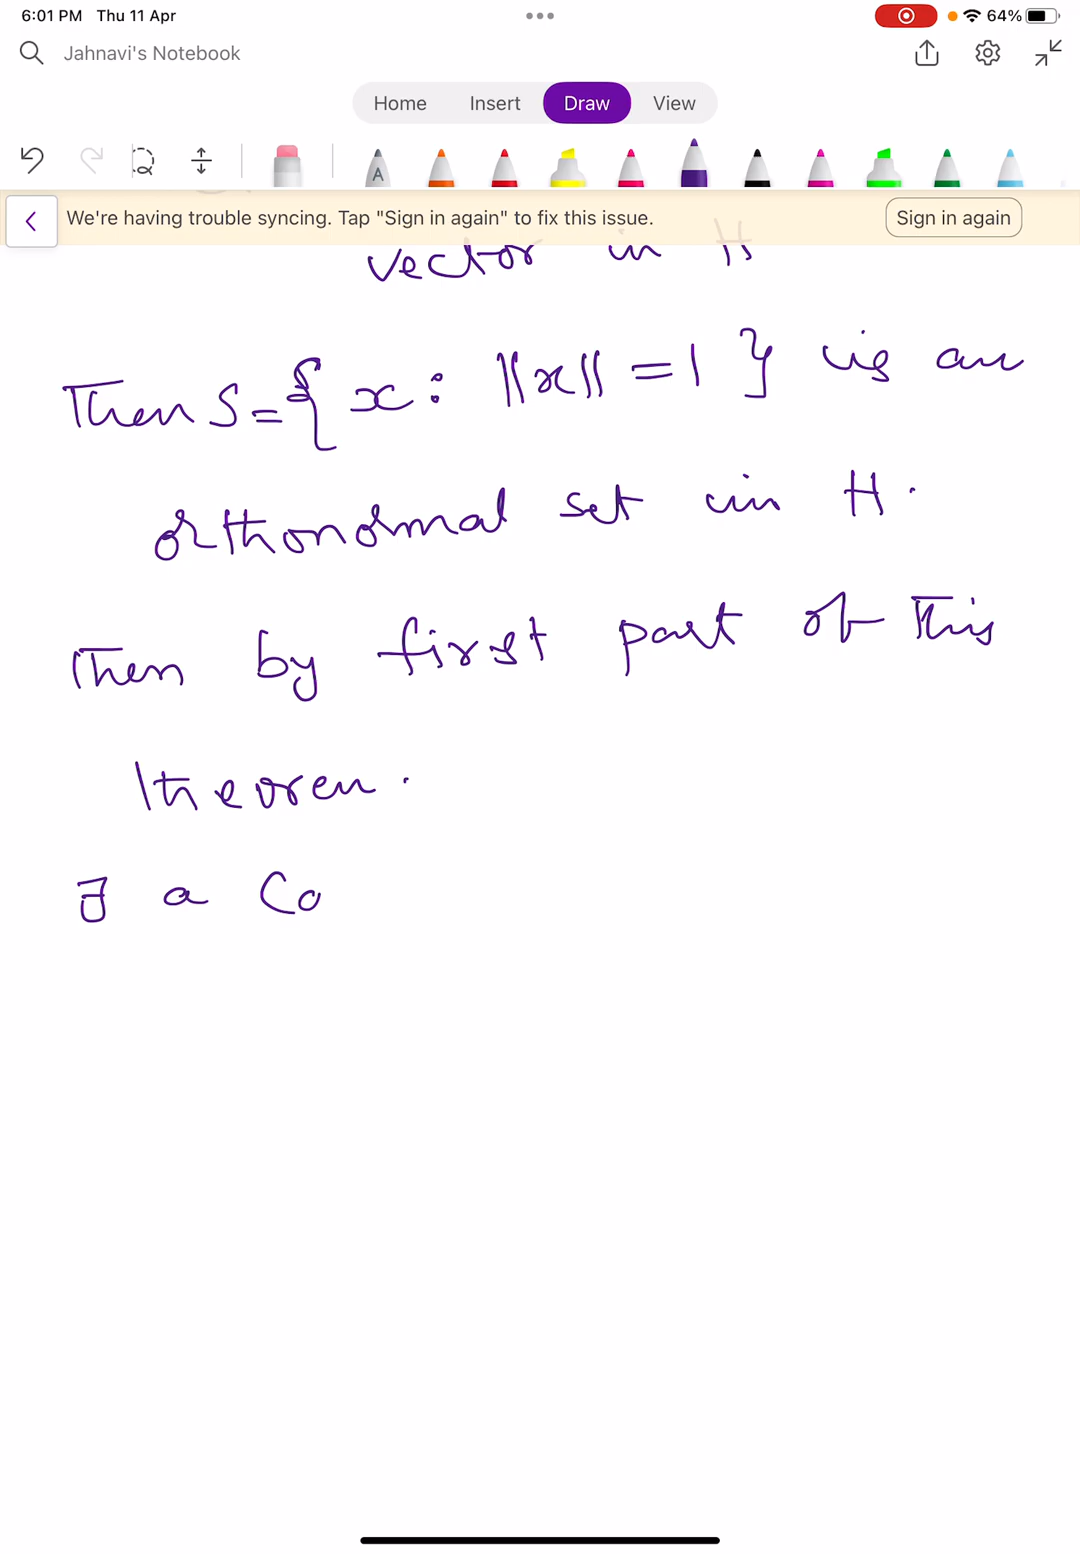 6:01 PM Thu 11 Apr
64%
Jahnavi's Notebook
Home Insert Draw View
A
We're having trouble syncing. Tap "Sign in again" to fix this issue.
Sign in again
vector in H
Then S = { x : ||x|| = 1 } is an
orthonormal set in H.
Then by first part of this
theorem.
∃ a Co